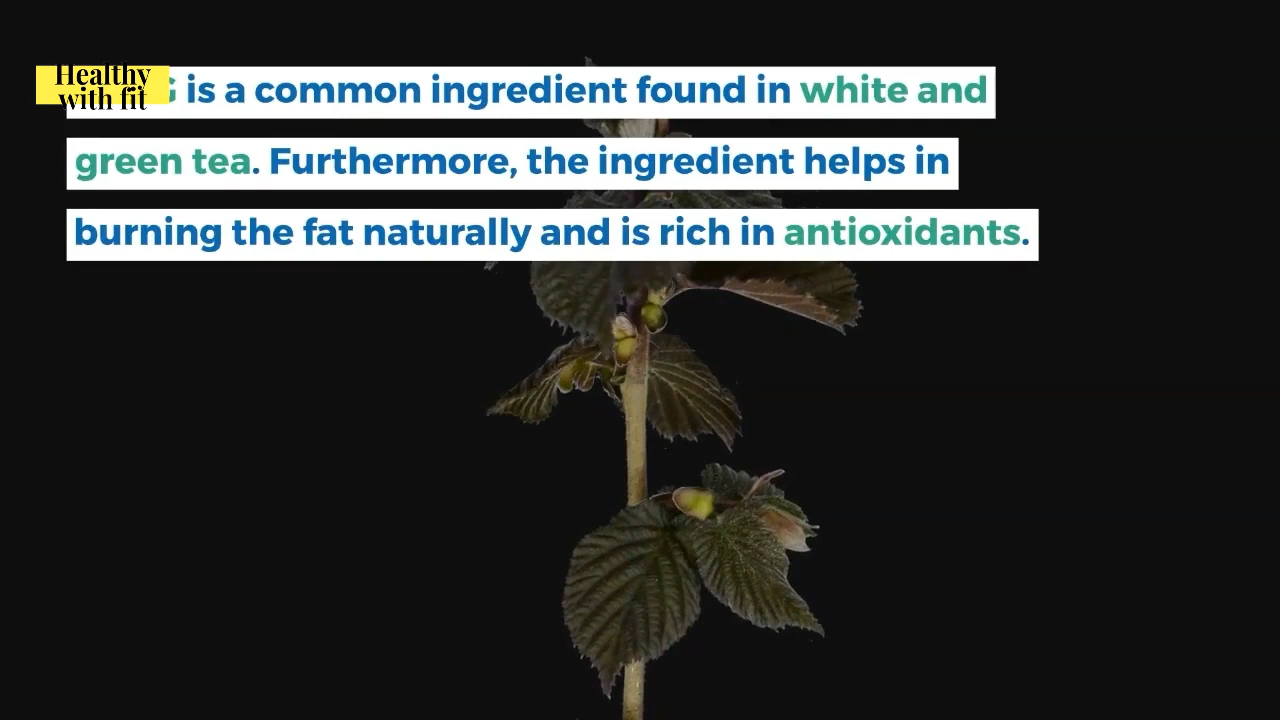 Healthy
with fit
is a common ingredient found in white and
green tea. Furthermore, the ingredient helps in
burning the fat naturally and is rich in antioxidants.